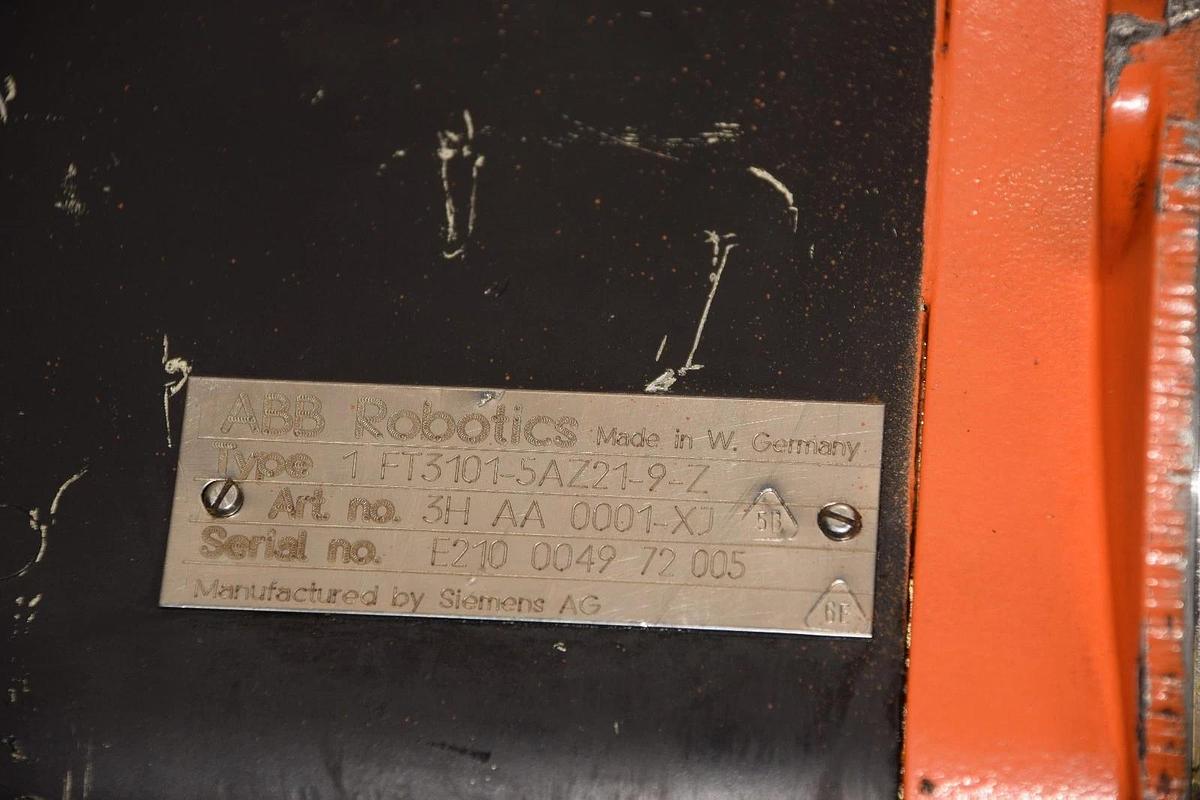 ABB Robotics Made in W. Germany
Type 1 FT3101-5AZ21-9-Z
Art. no. 3H AA 0001-XJ 5B
Serial no. E210 0049 72 005
Manufactured by Siemens AG 6F